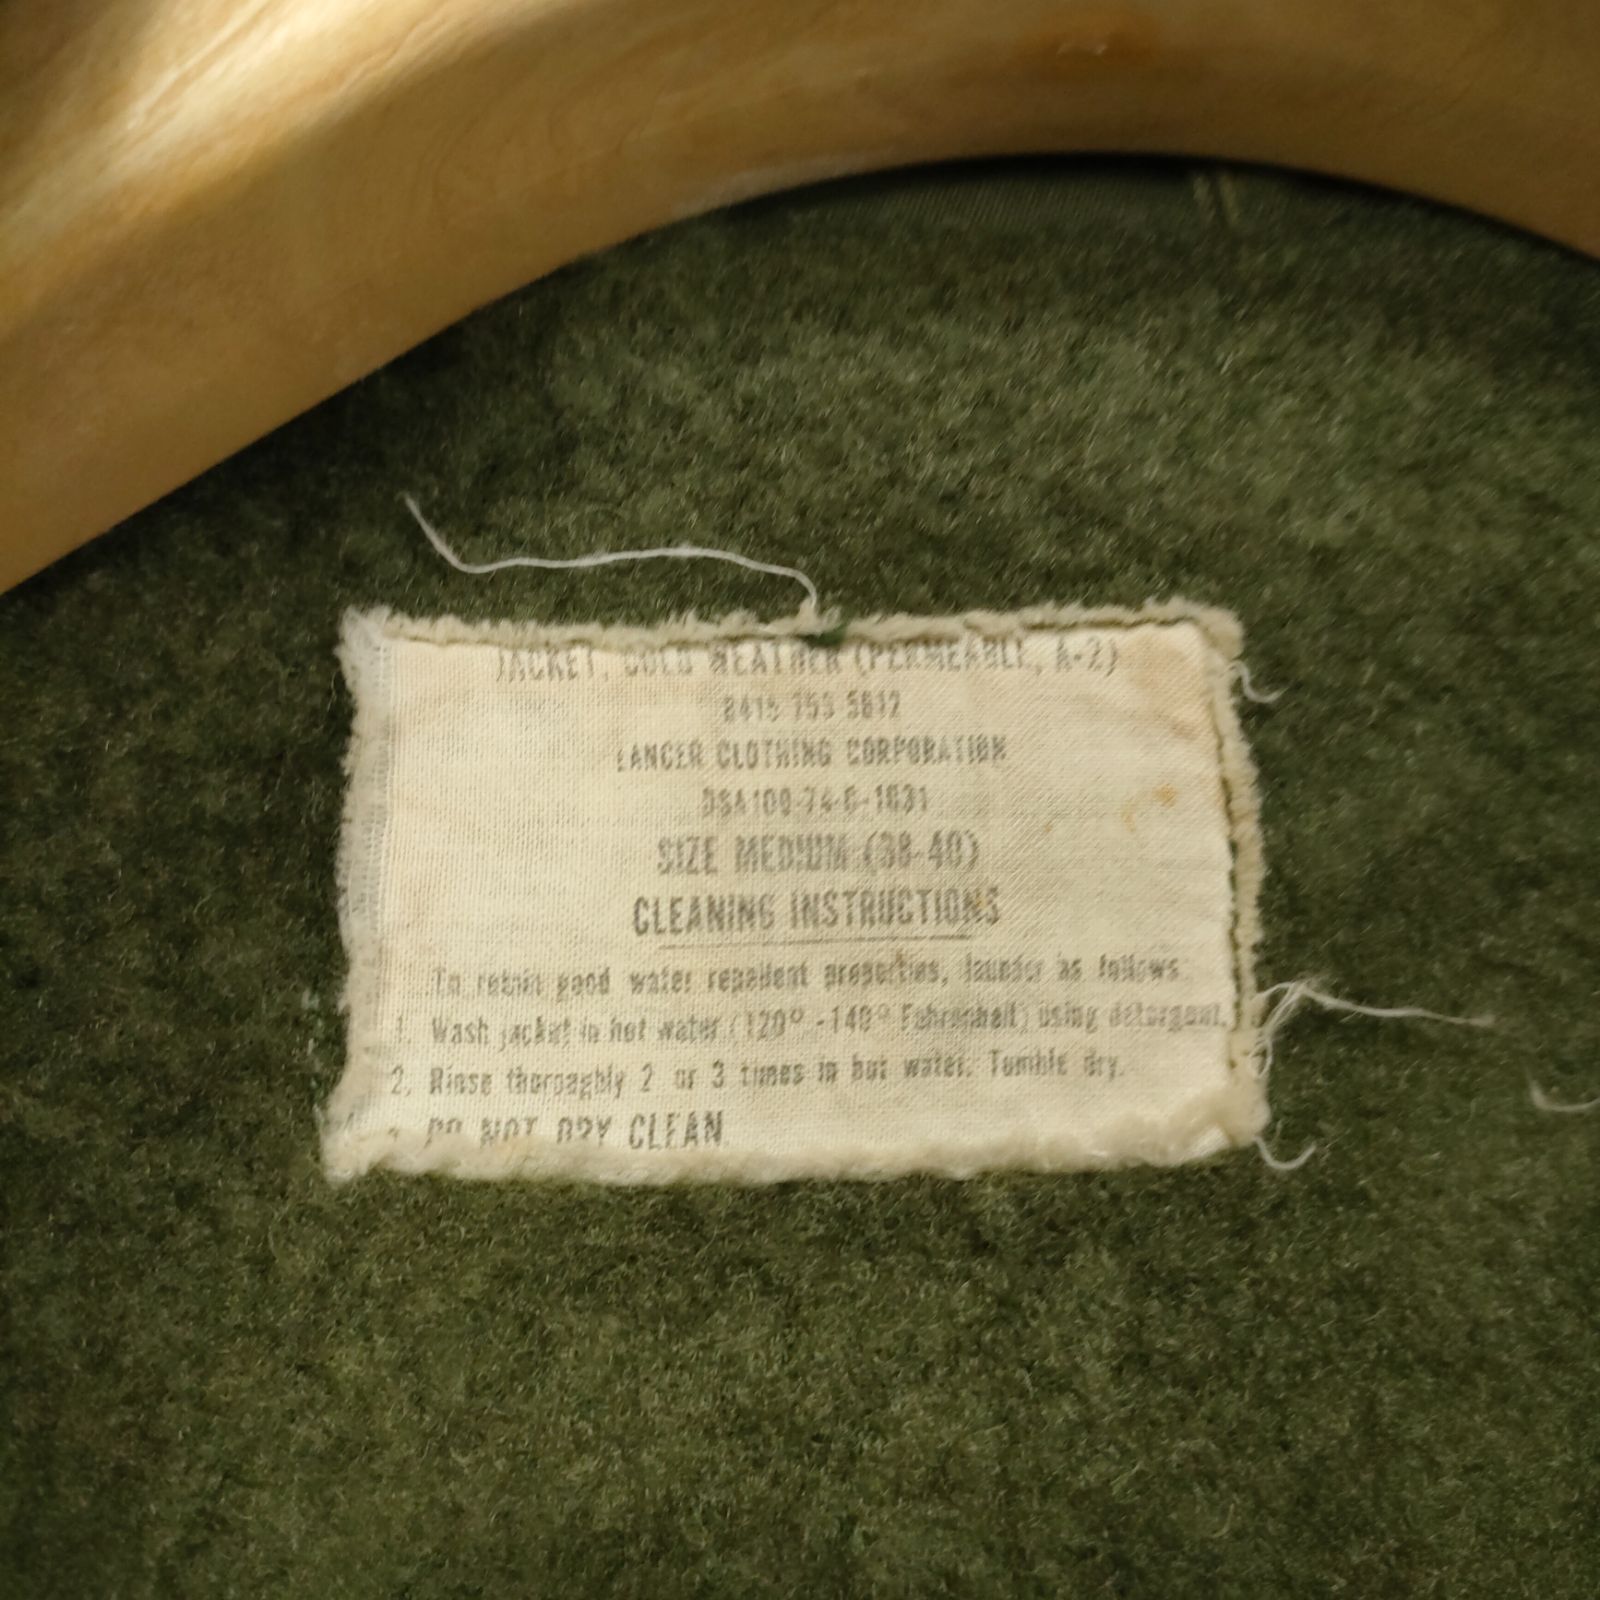 JACKET, COLD WEATHER (PERMEABLE, A-2)
8415 753 5612
LANCER CLOTHING CORPORATION
DSA100-74-C-1631
SIZE MEDIUM (38-40)
CLEANING INSTRUCTIONS
To retain good water repellent properties, launder as follows:
1. Wash jacket in hot water (120° -140° Fahrenheit) using detergent.
2. Rinse thoroughly 2 or 3 times in hot water. Tumble dry.
DO NOT DRY CLEAN.